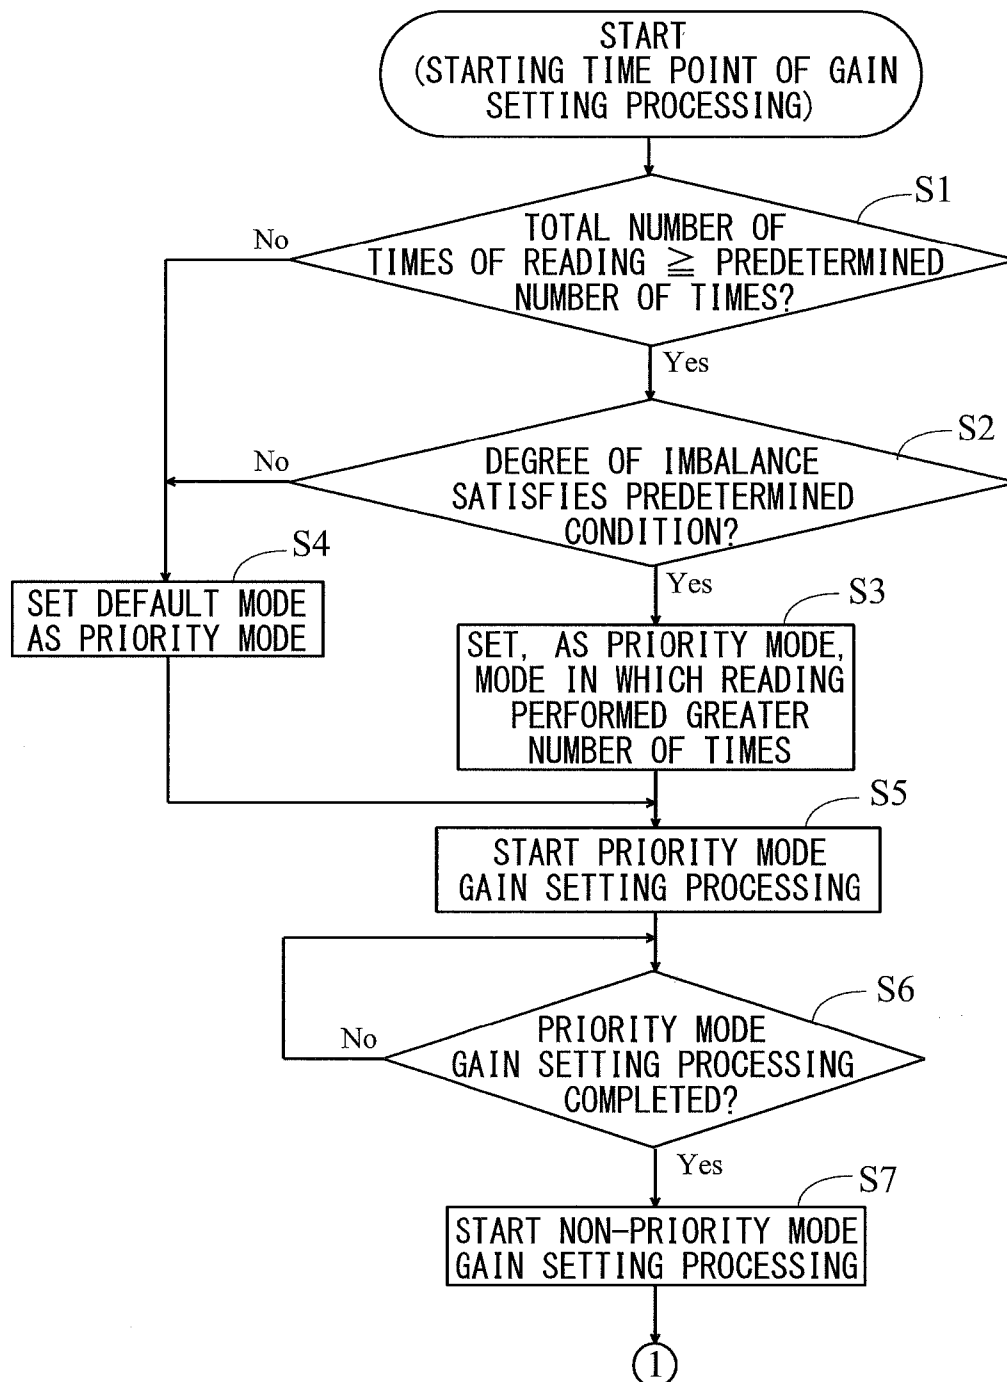 START
(STARTING TIME POINT OF GAIN
SETTING PROCESSING)
S1
TOTAL NUMBER OF
TIMES OF READING ≧ PREDETERMINED
NUMBER OF TIMES?
No
Yes
S2
DEGREE OF IMBALANCE
SATISFIES PREDETERMINED
CONDITION?
No
Yes
S4
SET DEFAULT MODE
AS PRIORITY MODE
S3
SET, AS PRIORITY MODE,
MODE IN WHICH READING
PERFORMED GREATER
NUMBER OF TIMES
S5
START PRIORITY MODE
GAIN SETTING PROCESSING
S6
PRIORITY MODE
GAIN SETTING PROCESSING
COMPLETED?
No
Yes
S7
START NON-PRIORITY MODE
GAIN SETTING PROCESSING
1